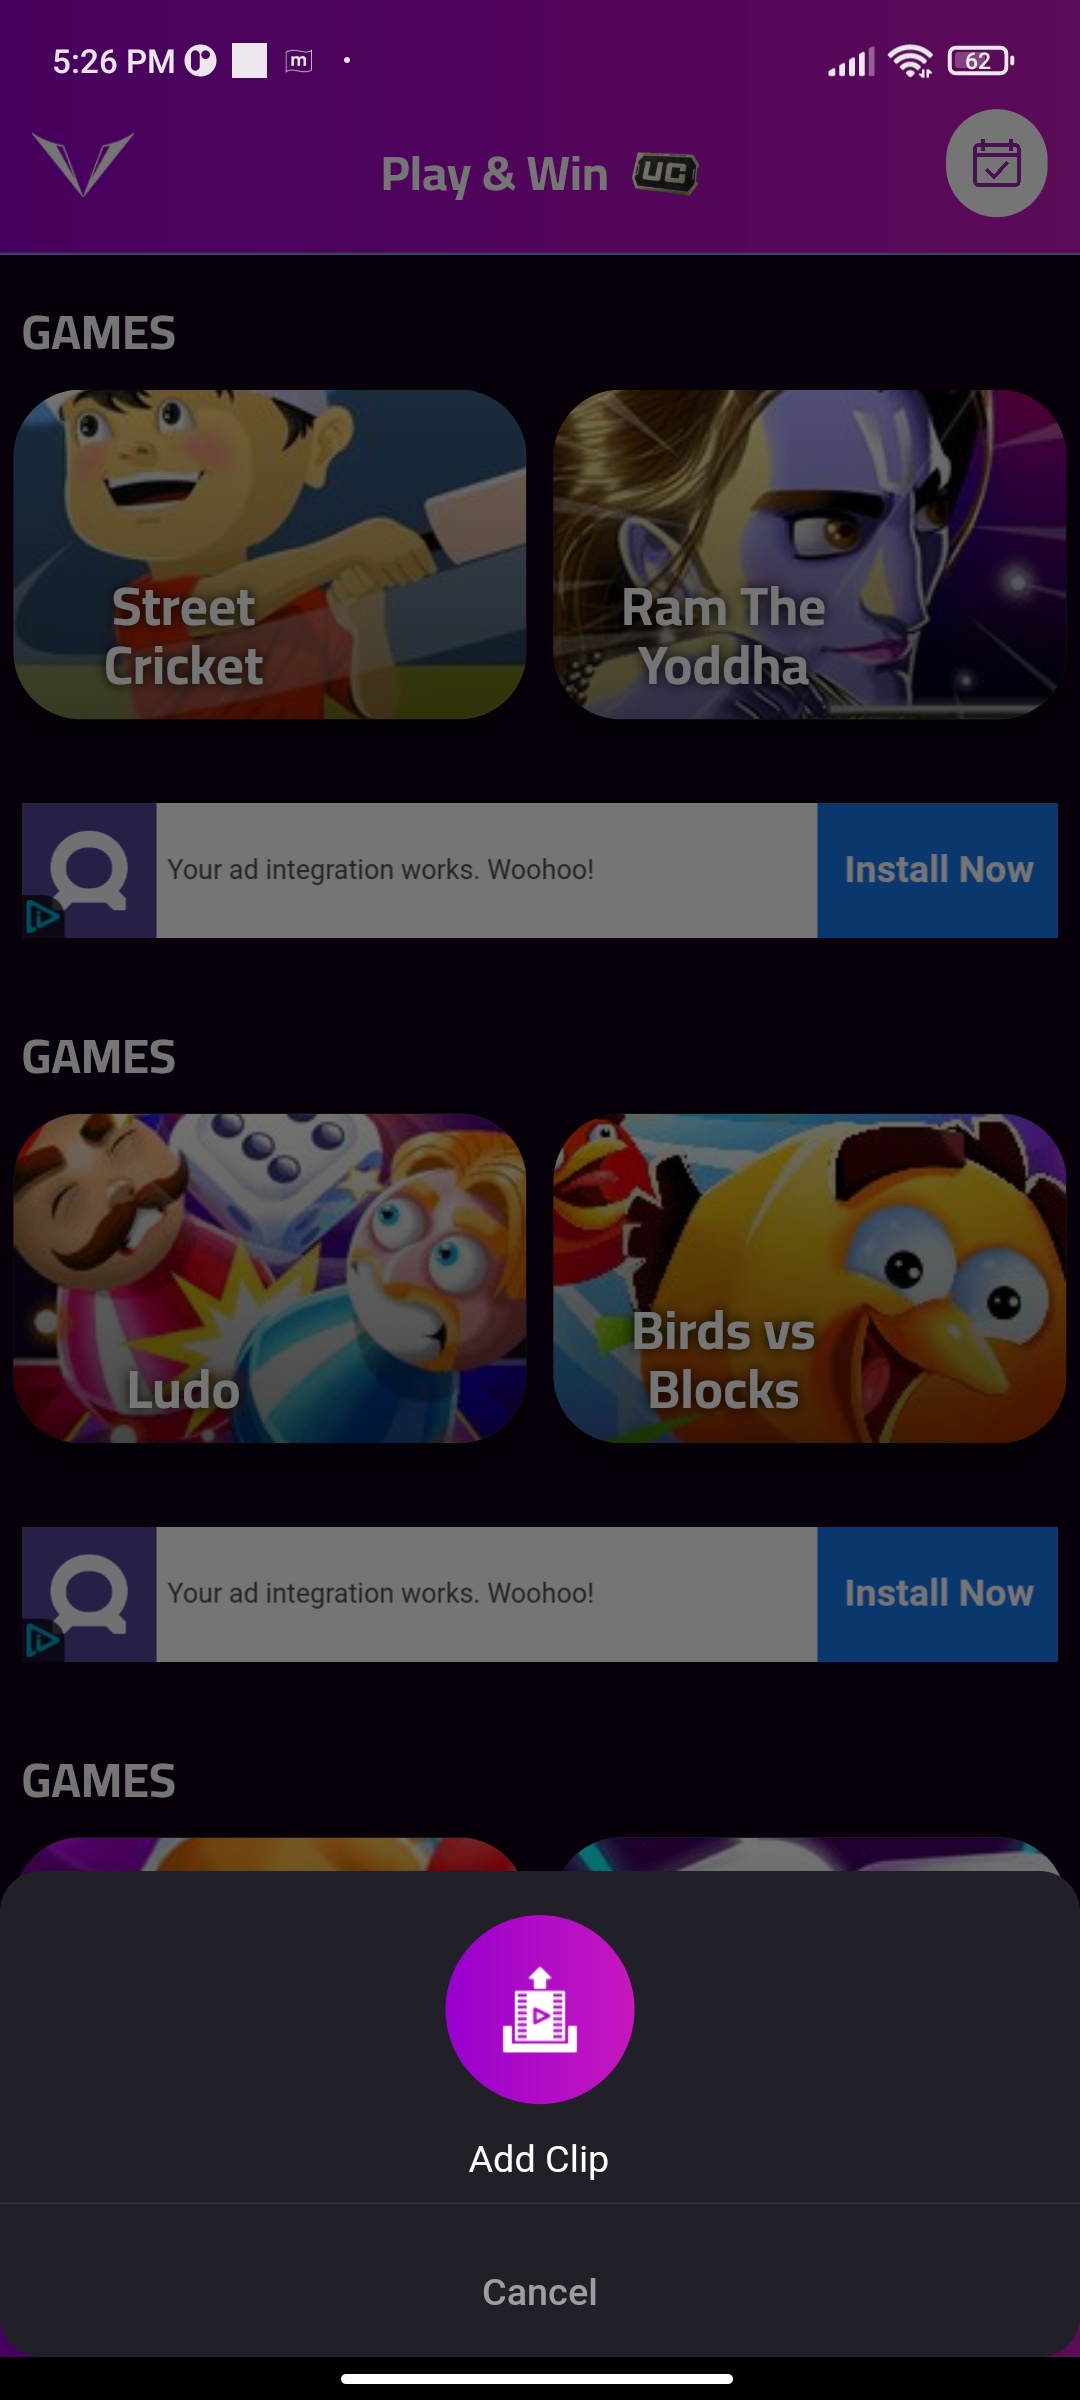 5:26 PM
62
Play & Win UC
GAMES
Street
Cricket
Ram The
Yoddha
Your ad integration works. Woohoo!
Install Now
GAMES
Ludo
Birds vs
Blocks
Your ad integration works. Woohoo!
Install Now
GAMES
Add Clip
Cancel